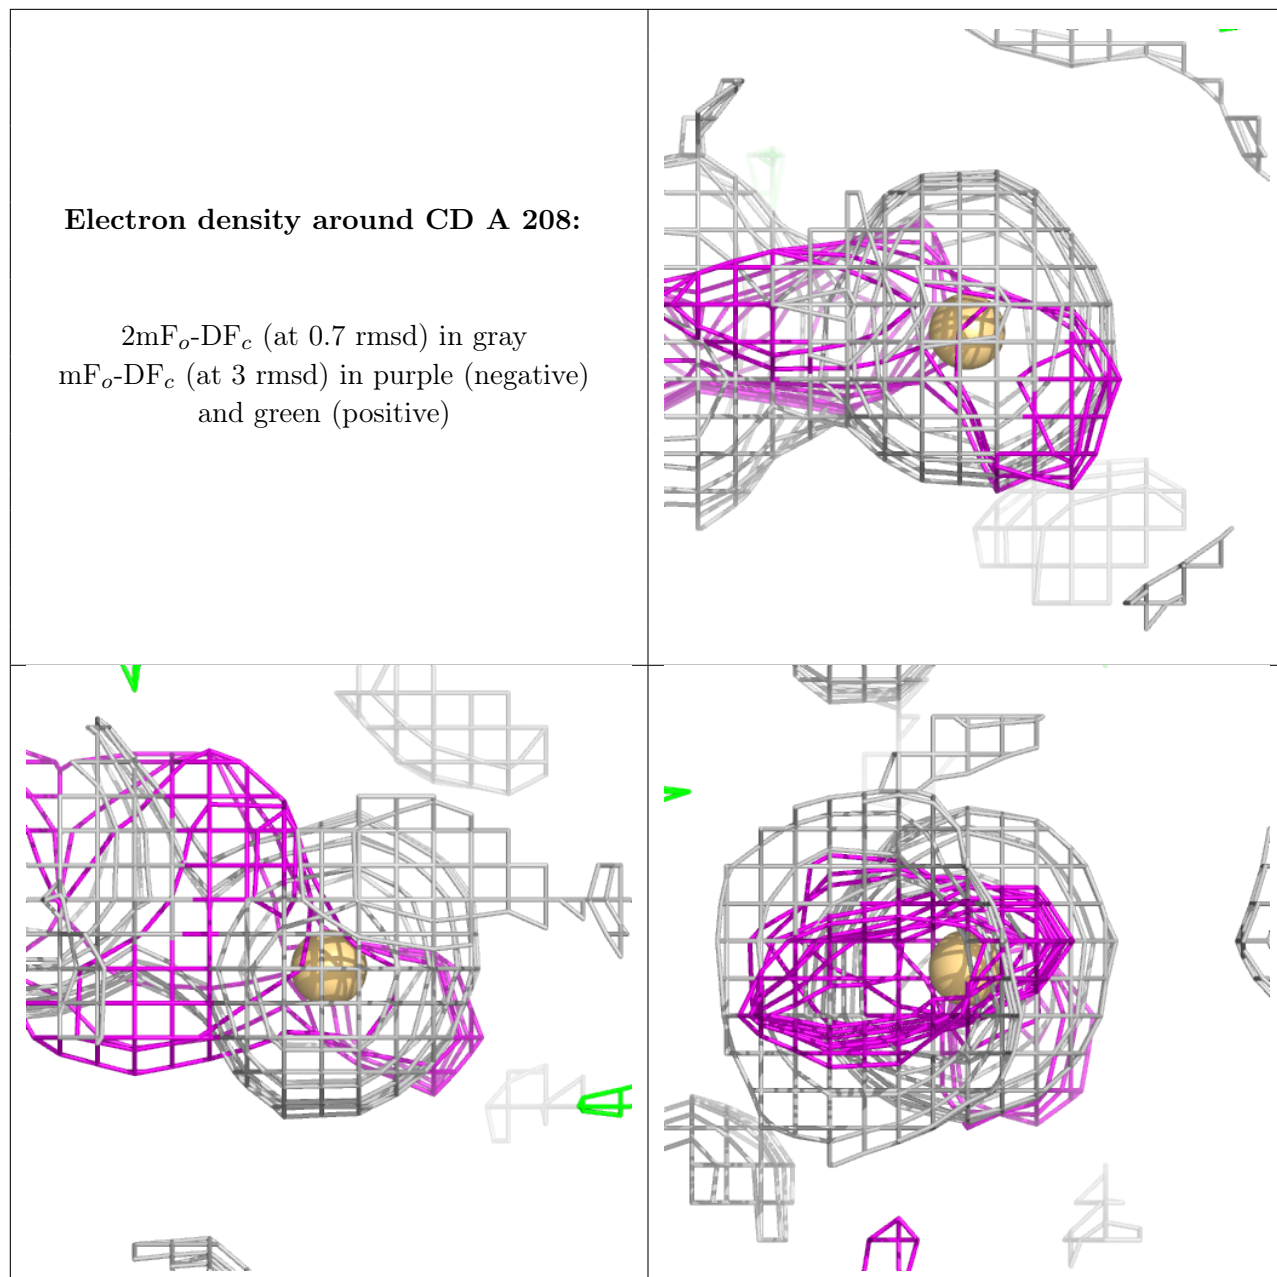 Electron density around CD A 208:
2mFₒ-DF𝑐 (at 0.7 rmsd) in gray
mFₒ-DF𝑐 (at 3 rmsd) in purple (negative)
and green (positive)